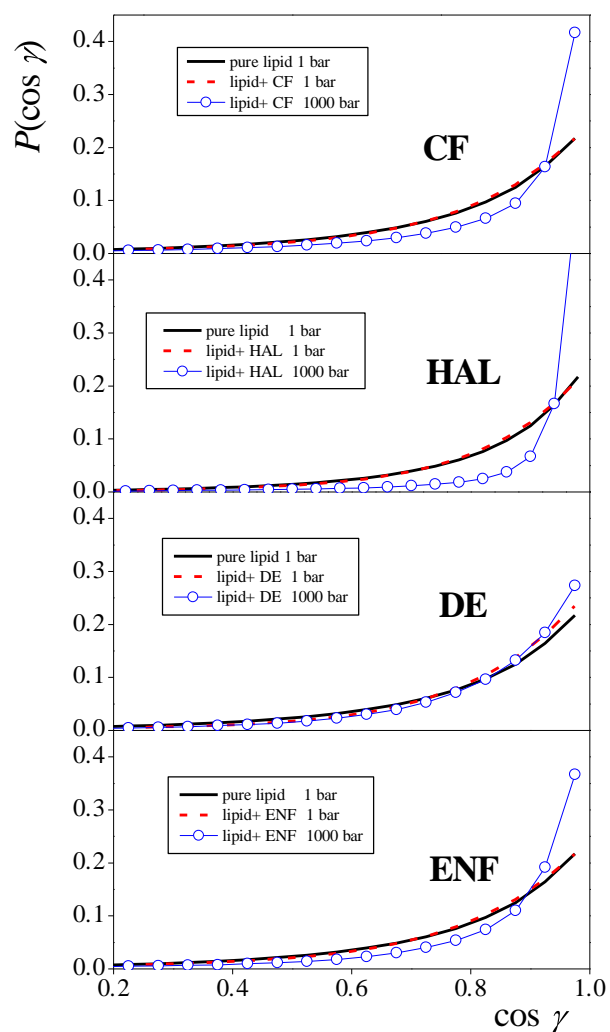 P(cos γ)
0.4
0.3
0.2
0.1
0.0
pure lipid 1 bar
lipid+ CF 1 bar
lipid+ CF 1000 bar
CF
0.4
0.3
0.2
0.1
0.0
pure lipid 1 bar
lipid+ HAL 1 bar
lipid+ HAL 1000 bar
HAL
0.4
0.3
0.2
0.1
0.0
pure lipid 1 bar
lipid+ DE 1 bar
lipid+ DE 1000 bar
DE
0.4
0.3
0.2
0.1
0.0
pure lipid 1 bar
lipid+ ENF 1 bar
lipid+ ENF 1000 bar
ENF
0.2 0.4 0.6 0.8 1.0
cos γ